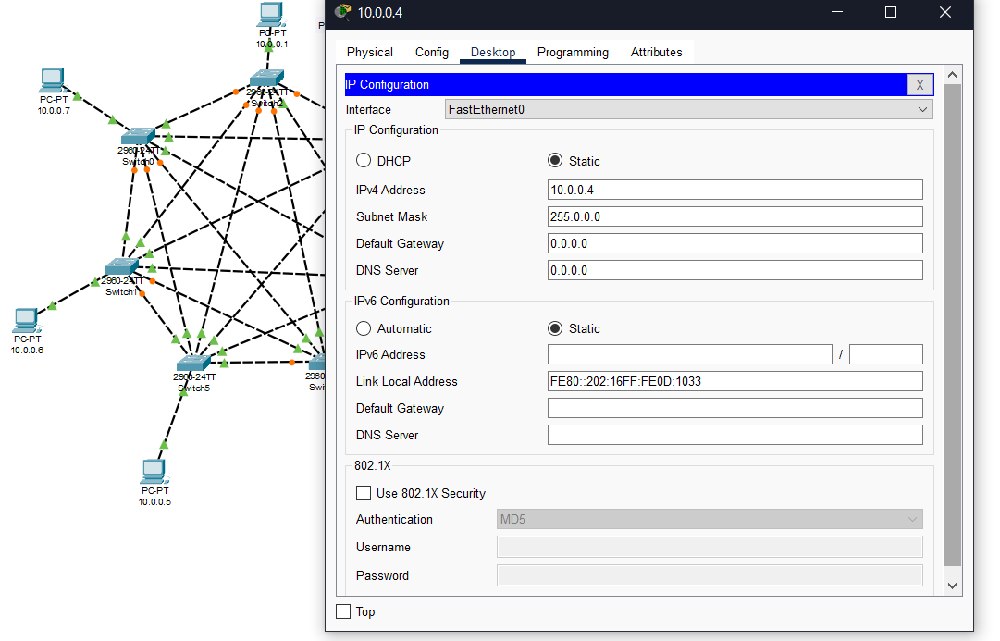 PC-PT
10.0.0.1
P
2960-24TT
Switch2
PC-PT
10.0.0.7
2960-24TT
Switch0
2960-24TT
Switch1
PC-PT
10.0.0.6
2960-24TT
Switch5
2960
Swi
PC-PT
10.0.0.5
10.0.0.4
Physical Config Desktop Programming Attributes
IP Configuration X
Interface FastEthernet0
IP Configuration
DHCP Static
IPv4 Address 10.0.0.4
Subnet Mask 255.0.0.0
Default Gateway 0.0.0.0
DNS Server 0.0.0.0
IPv6 Configuration
Automatic Static
IPv6 Address /
Link Local Address FE80::202:16FF:FE0D:1033
Default Gateway
DNS Server
802.1X
Use 802.1X Security
Authentication MD5
Username
Password
Top